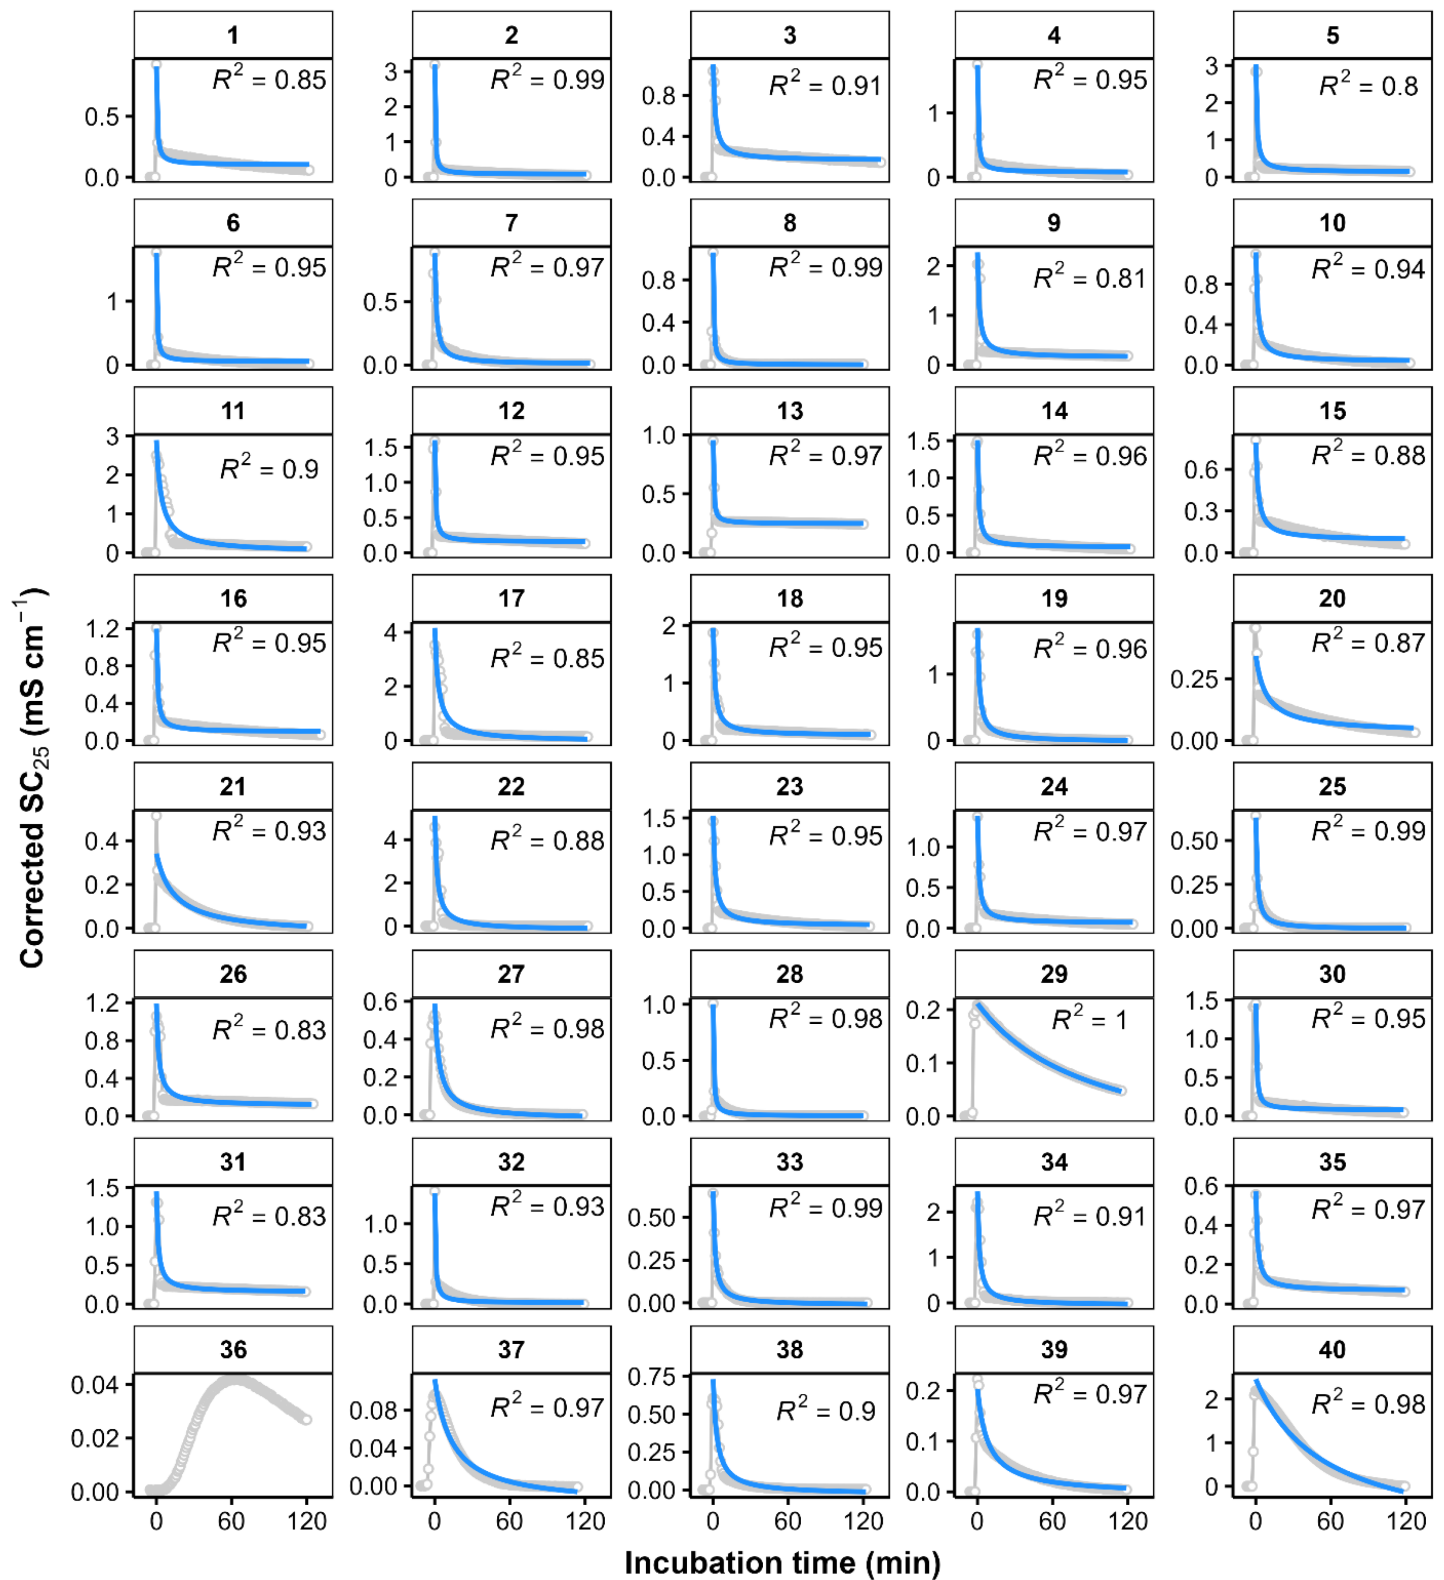 1 2 3 4 5
R² = 0.85 R² = 0.99 R² = 0.91 R² = 0.95 R² = 0.8
0.5 0.0
3 2 1 0
0.8 0.4 0.0
1 0
3 2 1 0
6 7 8 9 10
R² = 0.95 R² = 0.97 R² = 0.99 R² = 0.81 R² = 0.94
1 0
0.5 0.0
0.8 0.4 0.0
2 1 0
0.8 0.4 0.0
11 12 13 14 15
R² = 0.9 R² = 0.95 R² = 0.97 R² = 0.96 R² = 0.88
3 2 1 0
1.5 1.0 0.5 0.0
1.0 0.5 0.0
1.5 1.0 0.5 0.0
0.6 0.3 0.0
16 17 18 19 20
R² = 0.95 R² = 0.85 R² = 0.95 R² = 0.96 R² = 0.87
1.2 0.8 0.4 0.0
4 2 0
2 1 0
1 0
0.25 0.00
21 22 23 24 25
R² = 0.93 R² = 0.88 R² = 0.95 R² = 0.97 R² = 0.99
0.4 0.2 0.0
4 2 0
1.5 1.0 0.5 0.0
1.0 0.5 0.0
0.50 0.25 0.00
26 27 28 29 30
R² = 0.83 R² = 0.98 R² = 0.98 R² = 1 R² = 0.95
1.2 0.8 0.4 0.0
0.6 0.4 0.2 0.0
1.0 0.5 0.0
0.2 0.1 0.0
1.5 1.0 0.5 0.0
31 32 33 34 35
R² = 0.83 R² = 0.93 R² = 0.99 R² = 0.91 R² = 0.97
1.5 1.0 0.5 0.0
1.0 0.5 0.0
0.50 0.25 0.00
2 1 0
0.6 0.4 0.2 0.0
36 37 38 39 40
R² = 0.97 R² = 0.9 R² = 0.97 R² = 0.98
0.04 0.02 0.00
0.08 0.04 0.00
0.75 0.50 0.25 0.00
0.2 0.1 0.0
2 1 0
0 60 120 0 60 120 0 60 120 0 60 120 0 60 120
Incubation time (min)
Corrected SC₂₅ (mS cm⁻¹)